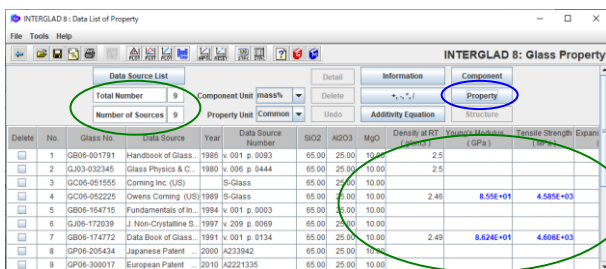 INTERGLAD 8: Data List of Property
File Tools Help
INTERGLAD 8: Glass Property
Data Source List Detail Information Component
Total Number 9 Component Unit mass% Delete +,-,*,/ Property
Number of Sources 9 Property Unit Common Undo Additivity Equation Structure
Delete No. Glass No. Data Source Year Data Source Number SiO2 Al2O3 MgO Density at RT (g/cm3) Young's Modulus (GPa) Tensile Strength (MPa) Expans
1 GB06-001791 Handbook of Glass... 1986 v. 001 p. 0093 65.00 25.00 10.00 2.5
2 GJ03-032345 Glass Physics & C... 1980 v. 006 p. 0444 65.00 25.00 10.00 2.5
3 GC06-051555 Corning Inc. (US) S-Glass 65.00 25.00 10.00
4 GC06-052225 Owens Corning (US) 1989 S-Glass 65.00 25.00 10.00 2.46 8.55E+01 4.585E+03
5 GB06-164715 Fundamentals of In... 1994 v. 001 p. 0003 65.00 25.00 10.00
6 GJ06-172039 J. Non-Crystalline S... 1997 v. 209 p. 0069 65.00 25.00 10.00
7 GB06-174772 Data Book of Glass... 1991 v. 001 p. 0134 65.00 25.00 10.00 2.49 8.624E+01 4.606E+03
8 GP06-205434 Japanese Patent ... 2000 A233942 65.00 25.00 10.00
9 GP06-300017 European Patent ... 2010 A2221335 65.00 25.00 10.00